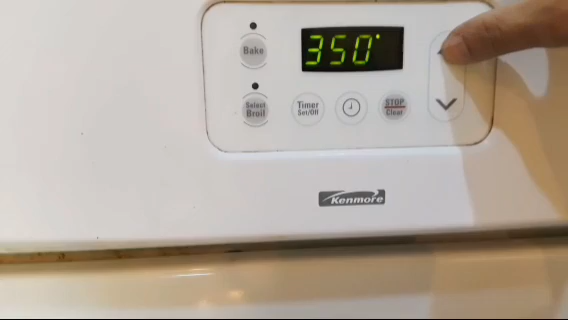 350°
Bake
Select
Broil
Timer
Set/Off
STOP
Clear
Kenmore